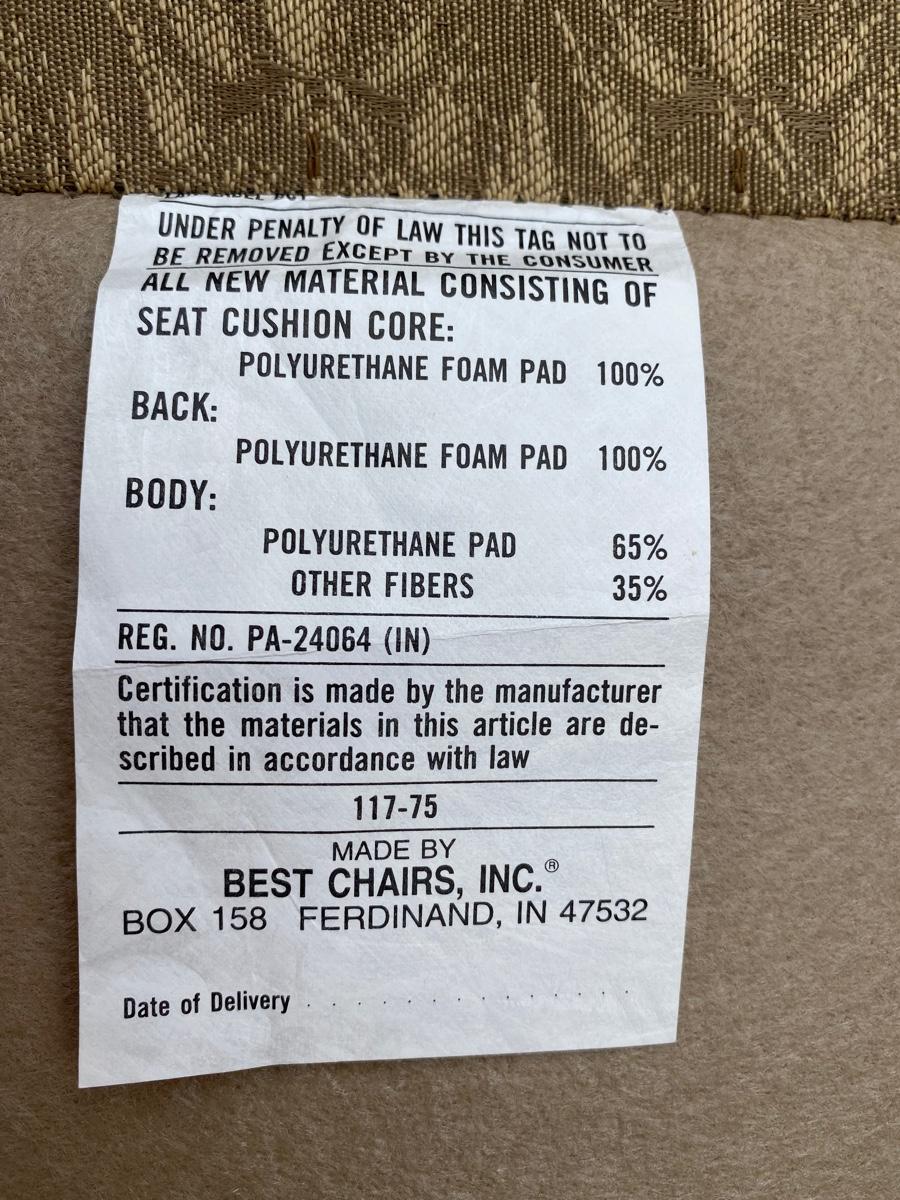 UNDER PENALTY OF LAW THIS TAG NOT TO
BE REMOVED EXCEPT BY THE CONSUMER
ALL NEW MATERIAL CONSISTING OF
SEAT CUSHION CORE:
POLYURETHANE FOAM PAD 100%
BACK:
POLYURETHANE FOAM PAD 100%
BODY:
POLYURETHANE PAD 65%
OTHER FIBERS 35%
REG. NO. PA-24064 (IN)
Certification is made by the manufacturer
that the materials in this article are de-
scribed in accordance with law
117-75
MADE BY
BEST CHAIRS, INC.®
BOX 158 FERDINAND, IN 47532
Date of Delivery . . . . . . . . . . . . . .